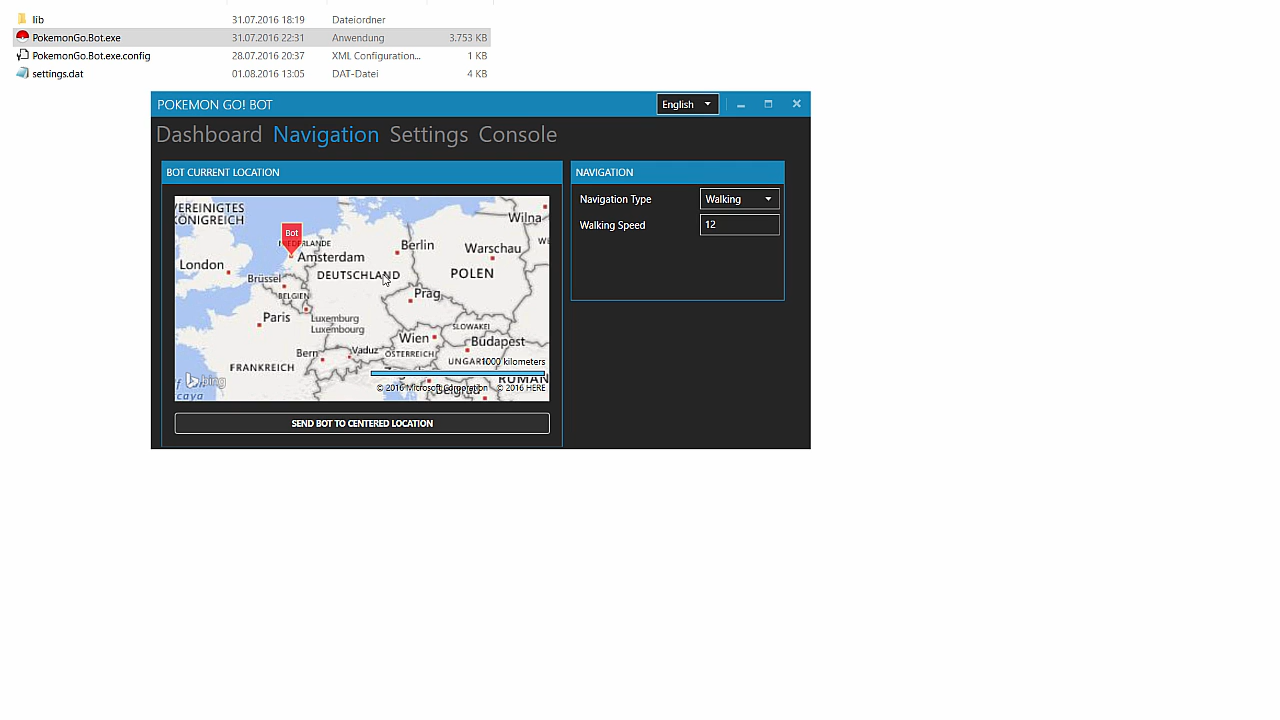 lib 31.07.2016 18:19 Dateiordner
PokemonGo.Bot.exe 31.07.2016 22:31 Anwendung 3.753 KB
PokemonGo.Bot.exe.config 28.07.2016 20:37 XML Configuration... 1 KB
settings.dat 01.08.2016 13:05 DAT-Datei 4 KB
POKEMON GO! BOT English
Dashboard Navigation Settings Console
BOT CURRENT LOCATION
VEREINIGTES
KÖNIGREICH
Wilna
Bot
Berlin
Warschau
London
Amsterdam
DEUTSCHLAND
POLEN
Brüssel
BELGIEN
Prag
Paris
Luxemburg
Luxembourg
SLOWAKEI
Wien
Budapest
Bern
Vaduz
ÖSTERREICH
UNGAR
1000 kilometers
FRANKREICH
bing
RUMÄN
© 2016 Microsoft Corporation © 2016 HERE
Belgrad
SEND BOT TO CENTERED LOCATION
NAVIGATION
Navigation Type Walking
Walking Speed 12